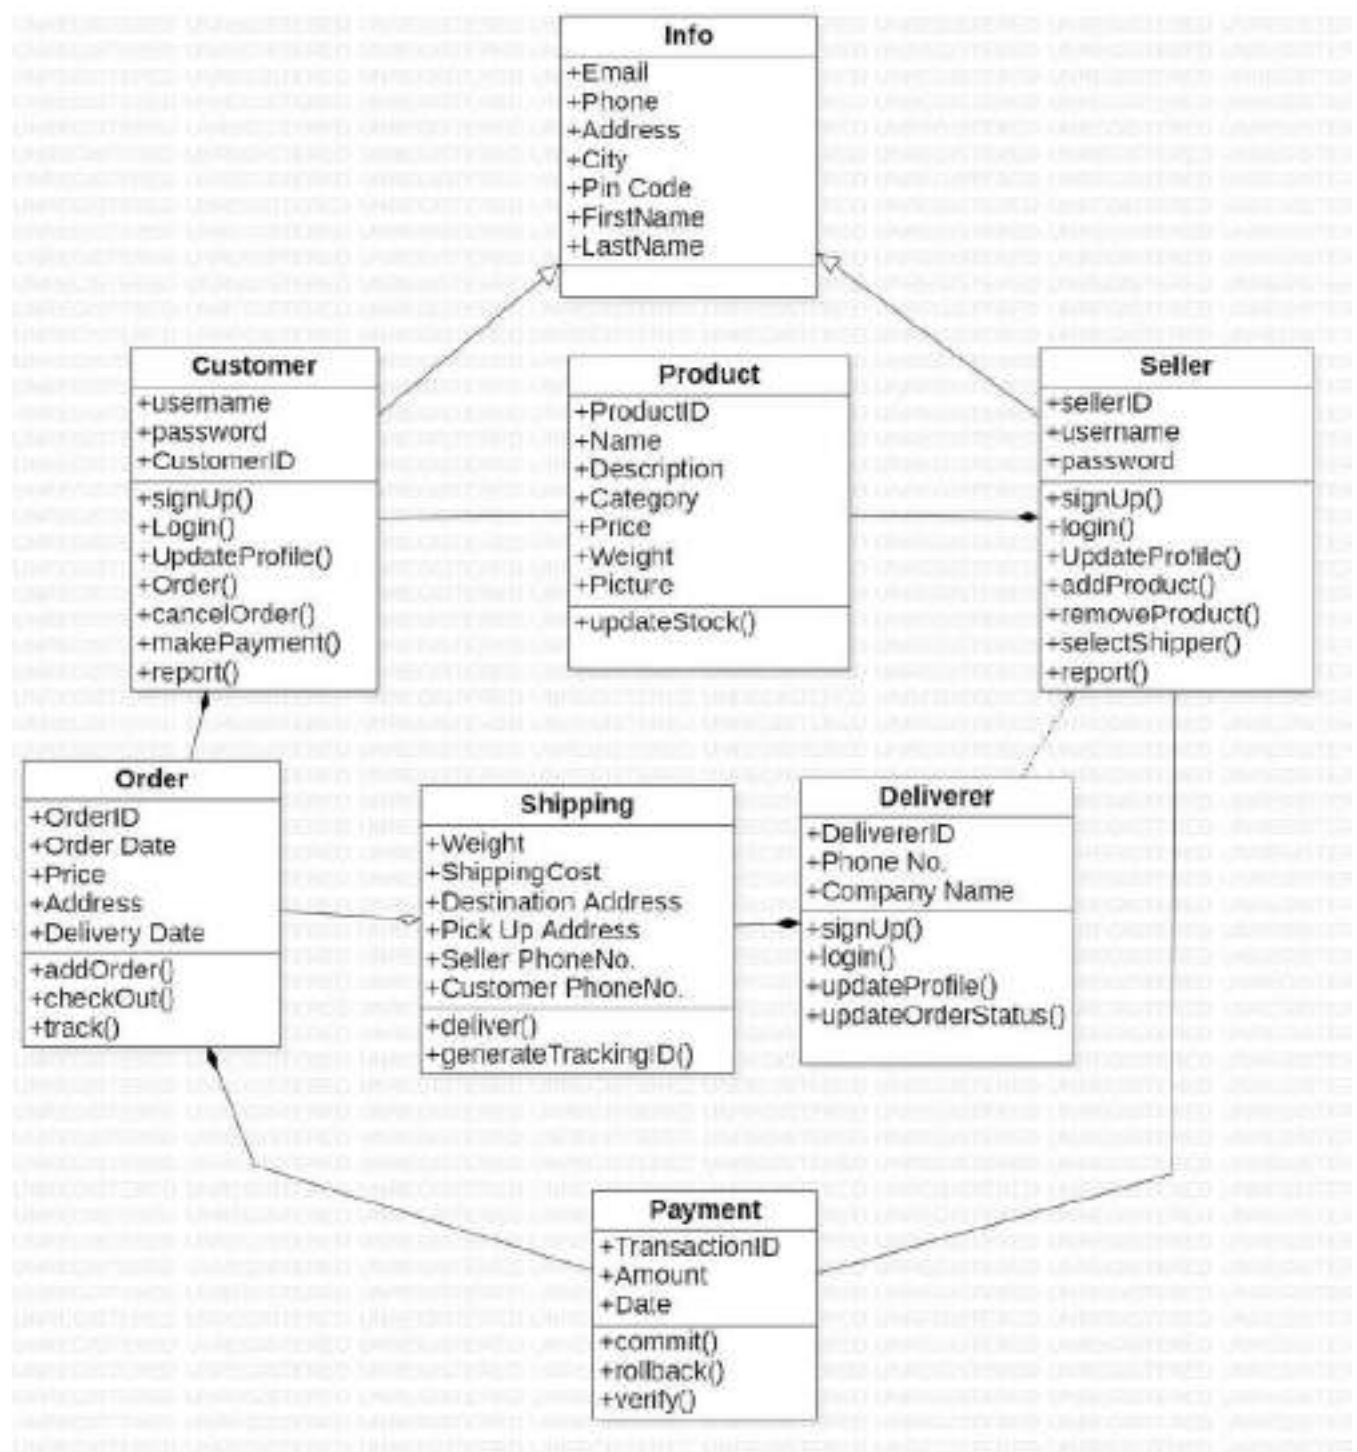 Info
+Email
+Phone
+Address
+City
+Pin Code
+FirstName
+LastName
Customer
+username
+password
+CustomerID
+signUp()
+Login()
+UpdateProfile()
+Order()
+cancelOrder()
+makePayment()
+report()
Product
+ProductID
+Name
+Description
+Category
+Price
+Weight
+Picture
+updateStock()
Seller
+sellerID
+username
+password
+signUp()
+login()
+UpdateProfile()
+addProduct()
+removeProduct()
+selectShipper()
+report()
Order
+OrderID
+Order Date
+Price
+Address
+Delivery Date
+addOrder()
+checkOut()
+track()
Shipping
+Weight
+ShippingCost
+Destination Address
+Pick Up Address
+Seller PhoneNo.
+Customer PhoneNo.
+deliver()
+generateTrackingID()
Deliverer
+DelivererID
+Phone No.
+Company Name
+signUp()
+login()
+updateProfile()
+updateOrderStatus()
Payment
+TransactionID
+Amount
+Date
+commit()
+rollback()
+verify()